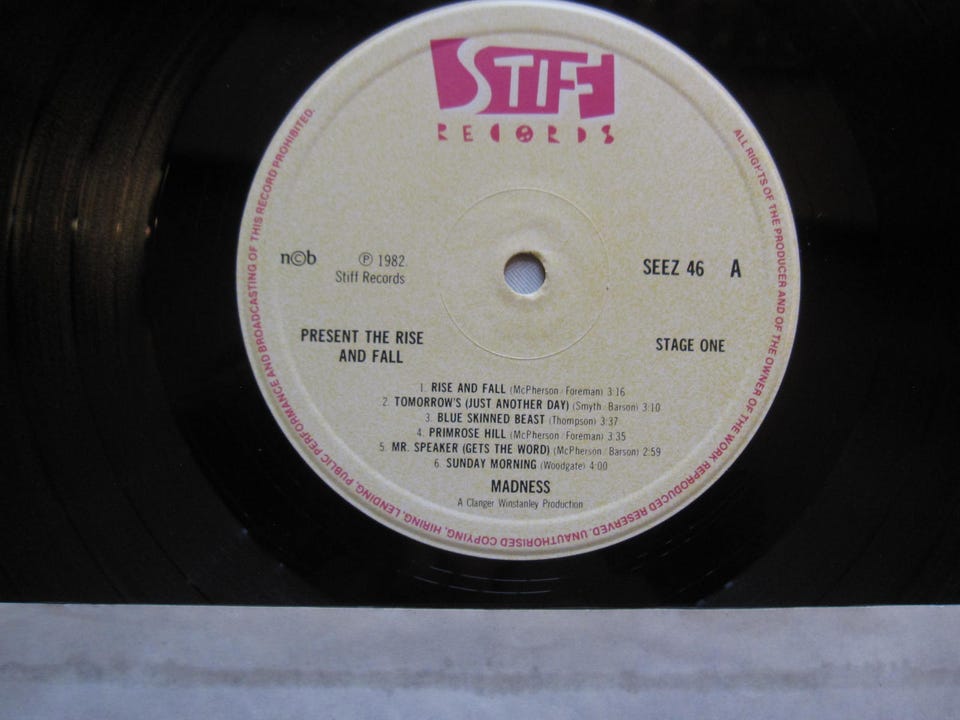 STIFF
RECORDS
n©b
℗ 1982.
Stiff Records
SEEZ 46 A
PRESENT THE RISE
AND FALL
STAGE ONE
1. RISE AND FALL (McPherson/Foreman) 3:16
2. TOMORROW'S (JUST ANOTHER DAY) (Smyth/Barson) 3:10
3. BLUE SKINNED BEAST (Thompson) 3:37
4. PRIMROSE HILL (McPherson/Foreman) 3:35
5. MR. SPEAKER (GETS THE WORD) (McPherson/Barson) 2:59
6. SUNDAY MORNING (Woodgate) 4:00
MADNESS
A Clanger Winstanley Production
ALL RIGHTS OF THE PRODUCER AND OF THE OWNER OF THE WORK REPRODUCED RESERVED. UNAUTHORISED COPYING, HIRING, LENDING, PUBLIC PERFORMANCE AND BROADCASTING OF THIS RECORD PROHIBITED.